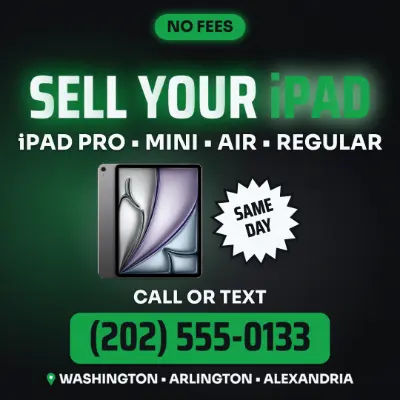 NO FEES
SELL YOUR iPAD
iPAD PRO ▪ MINI ▪ AIR ▪ REGULAR
SAME
DAY
CALL OR TEXT
(202) 555-0133
WASHINGTON ▪ ARLINGTON ▪ ALEXANDRIA